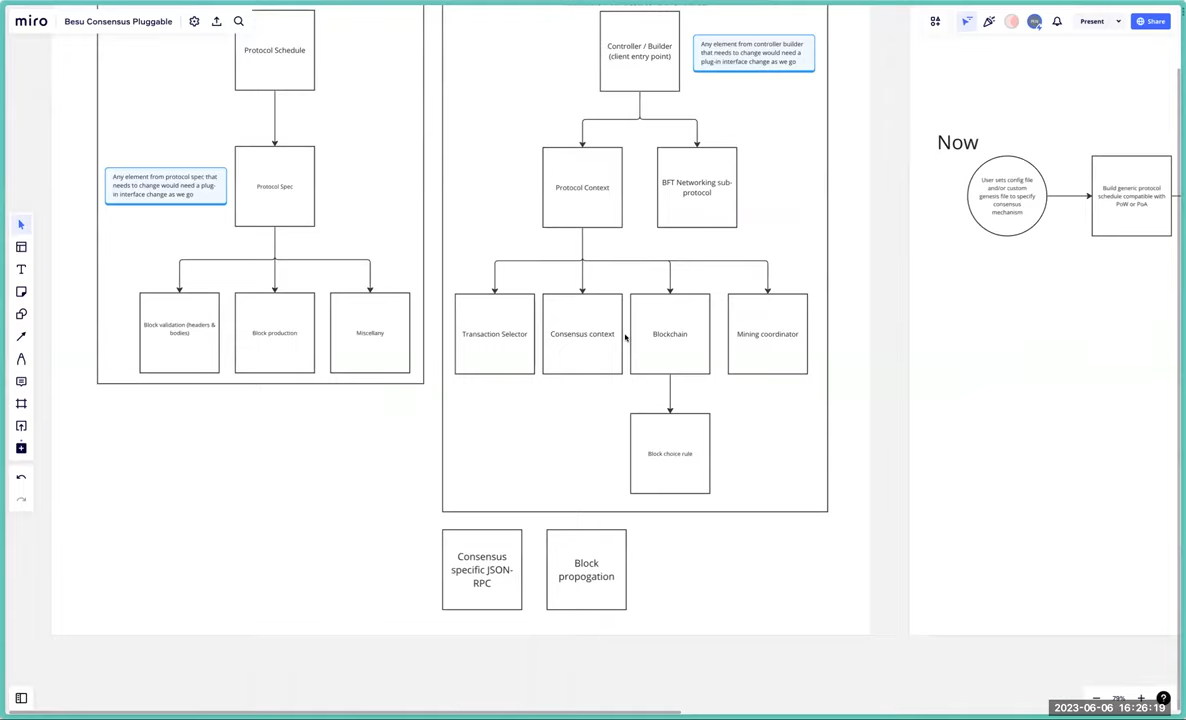 miro
Besu Consensus Pluggable
Present
Share
Protocol Schedule
Protocol Spec
Any element from protocol spec that
needs to change would need a plug-
in interface change as we go
Block validation (headers &
bodies)
Block production
Miscellany
Controller / Builder
(client entry point)
Any element from controller builder
that needs to change would need a
plug-in interface change as we go
Protocol Context
BFT Networking sub-
protocol
Transaction Selector
Consensus context
Blockchain
Mining coordinator
Block choice rule
Consensus
specific JSON-
RPC
Block
propogation
Now
User sets config file
and/or custom
genesis file to specify
consensus
mechanism
Build generic protocol
schedule compatible with
PoW or PoA
2023-06-06 16:26:19